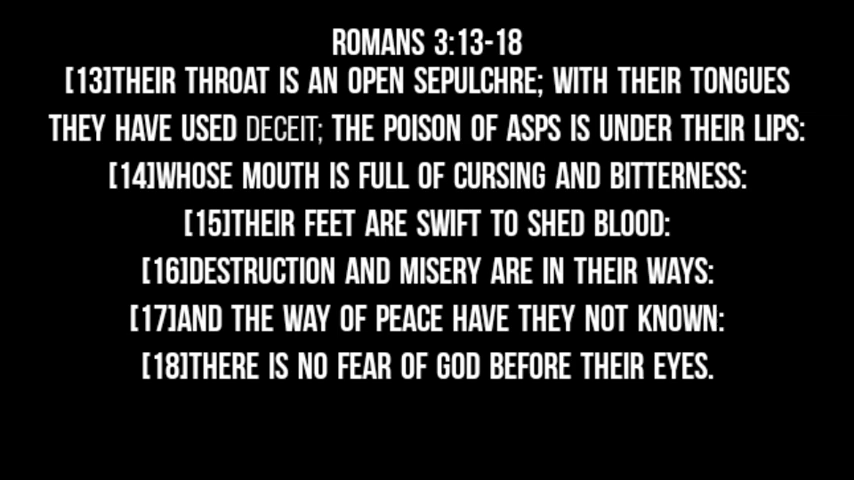 ROMANS 3:13-18
[13]THEIR THROAT IS AN OPEN SEPULCHRE; WITH THEIR TONGUES
THEY HAVE USED DECEIT; THE POISON OF ASPS IS UNDER THEIR LIPS:
[14]WHOSE MOUTH IS FULL OF CURSING AND BITTERNESS:
[15]THEIR FEET ARE SWIFT TO SHED BLOOD:
[16]DESTRUCTION AND MISERY ARE IN THEIR WAYS:
[17]AND THE WAY OF PEACE HAVE THEY NOT KNOWN:
[18]THERE IS NO FEAR OF GOD BEFORE THEIR EYES.